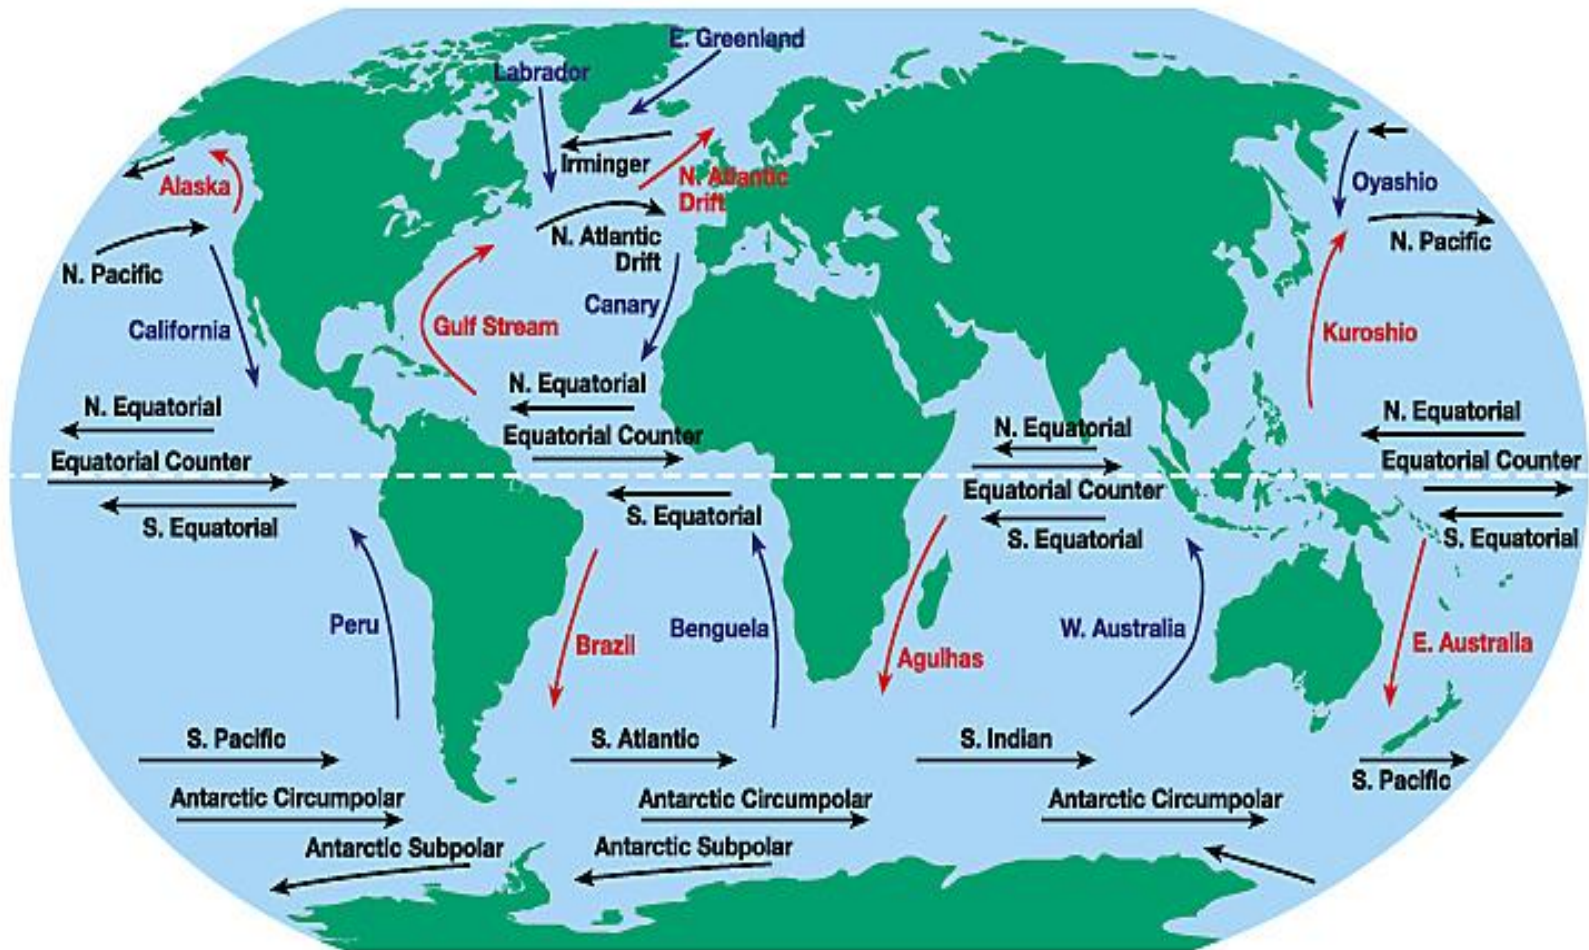 E. Greenland
Labrador
Irminger
Alaska
N. Atlantic
Drift
Oyashio
N. Atlantic
Drift
N. Pacific
N. Pacific
Canary
California
Gulf Stream
Kuroshio
N. Equatorial
N. Equatorial
N. Equatorial
N. Equatorial
Equatorial Counter
Equatorial Counter
Equatorial Counter
Equatorial Counter
S. Equatorial
S. Equatorial
S. Equatorial
S. Equatorial
Peru
Brazil
Benguela
Agulhas
W. Australia
E. Australia
S. Pacific
S. Atlantic
S. Indian
S. Pacific
Antarctic Circumpolar
Antarctic Circumpolar
Antarctic Circumpolar
Antarctic Subpolar
Antarctic Subpolar